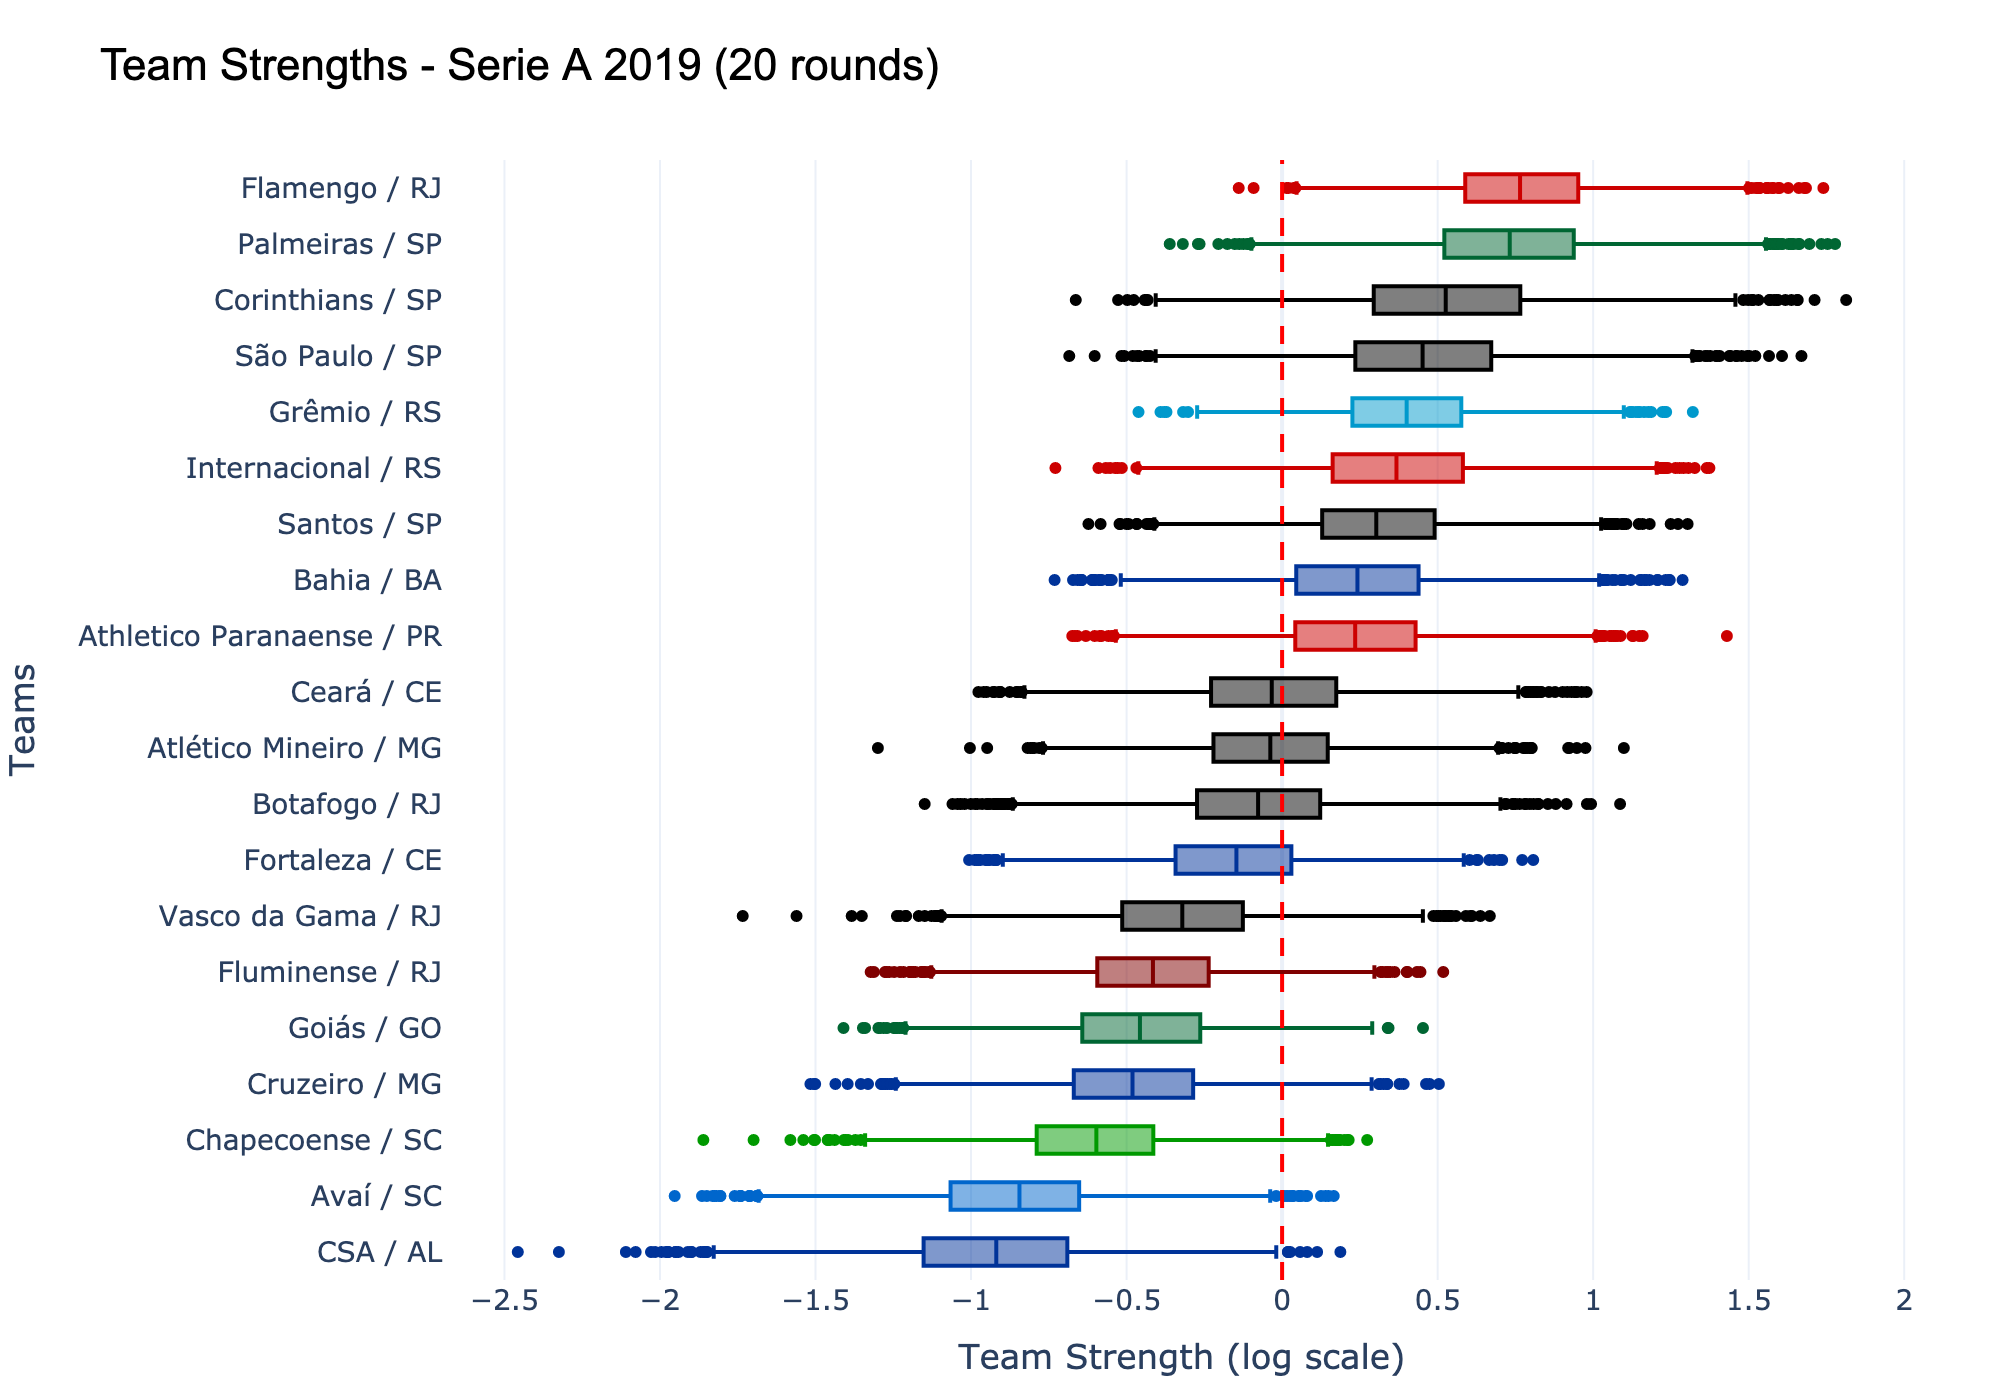 Team Strengths - Serie A 2019 (20 rounds)
Flamengo / RJ
Palmeiras / SP
Corinthians / SP
São Paulo / SP
Grêmio / RS
Internacional / RS
Santos / SP
Bahia / BA
Athletico Paranaense / PR
Ceará / CE
Atlético Mineiro / MG
Botafogo / RJ
Fortaleza / CE
Vasco da Gama / RJ
Fluminense / RJ
Goiás / GO
Cruzeiro / MG
Chapecoense / SC
Avaí / SC
CSA / AL
Teams
−2.5 −2 −1.5 −1 −0.5 0 0.5 1 1.5 2
Team Strength (log scale)